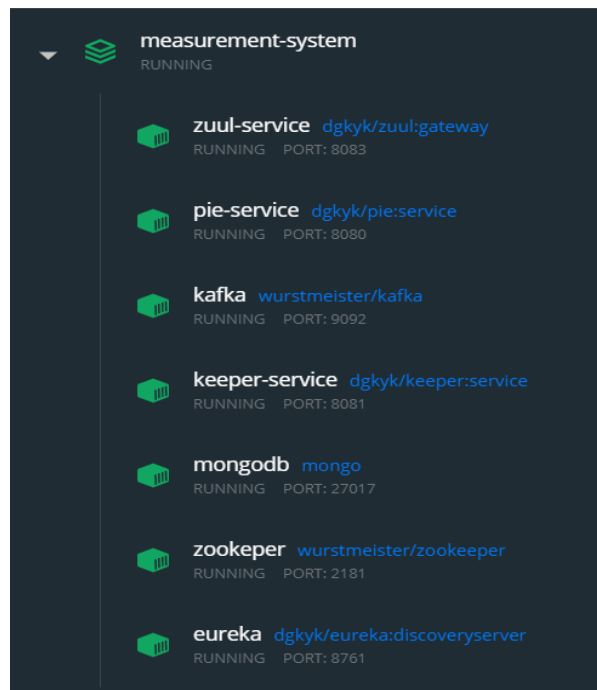 measurement-system
RUNNING
zuul-service dgkyk/zuul:gateway
RUNNING PORT: 8083
pie-service dgkyk/pie:service
RUNNING PORT: 8080
kafka wurstmeister/kafka
RUNNING PORT: 9092
keeper-service dgkyk/keeper:service
RUNNING PORT: 8081
mongodb mongo
RUNNING PORT: 27017
zookeper wurstmeister/zookeeper
RUNNING PORT: 2181
eureka dgkyk/eureka:discoveryserver
RUNNING PORT: 8761